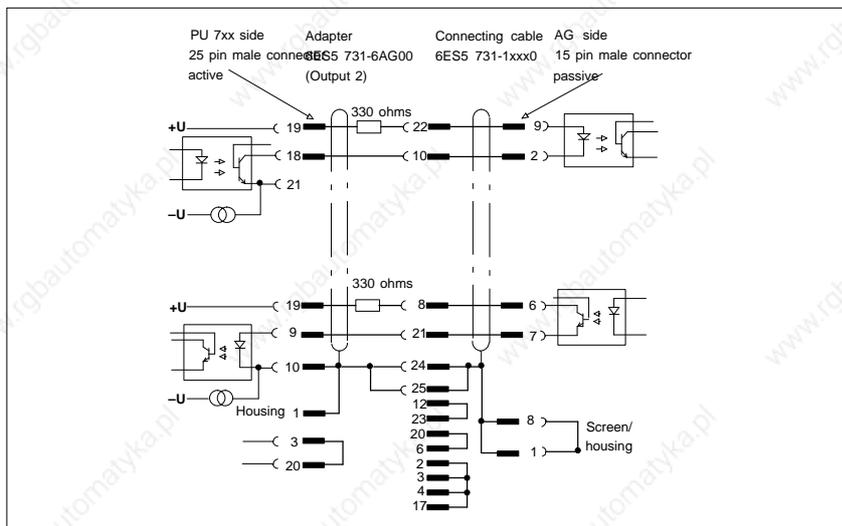 PU 7xx side Adapter Connecting cable AG side
25 pin male connector 6ES5 731-6AG00 6ES5 731-1xxx0 15 pin male connector
active (Output 2) passive
330 ohms
+U 19 22 9
18 10 2
21
–U
330 ohms
+U 19 8 6
9 21 7
10 24
–U 25
12
Housing 1 23 8 Screen/
3 20 housing
6 1
20 2
3
4
17
www.rgbautomatyka.pl